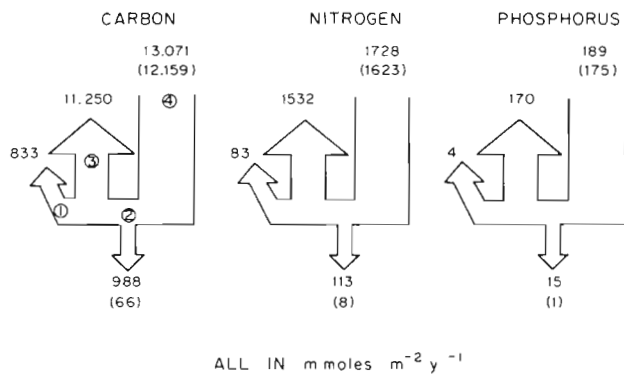 CARBON NITROGEN PHOSPHORUS
13.071 1728 189
(12.159) (1623) (175)
11.250 ④ 1532 170
833 ③ 83 4
① ②
988 113 15
(66) (8) (1)
ALL IN mmoles m⁻² y⁻¹